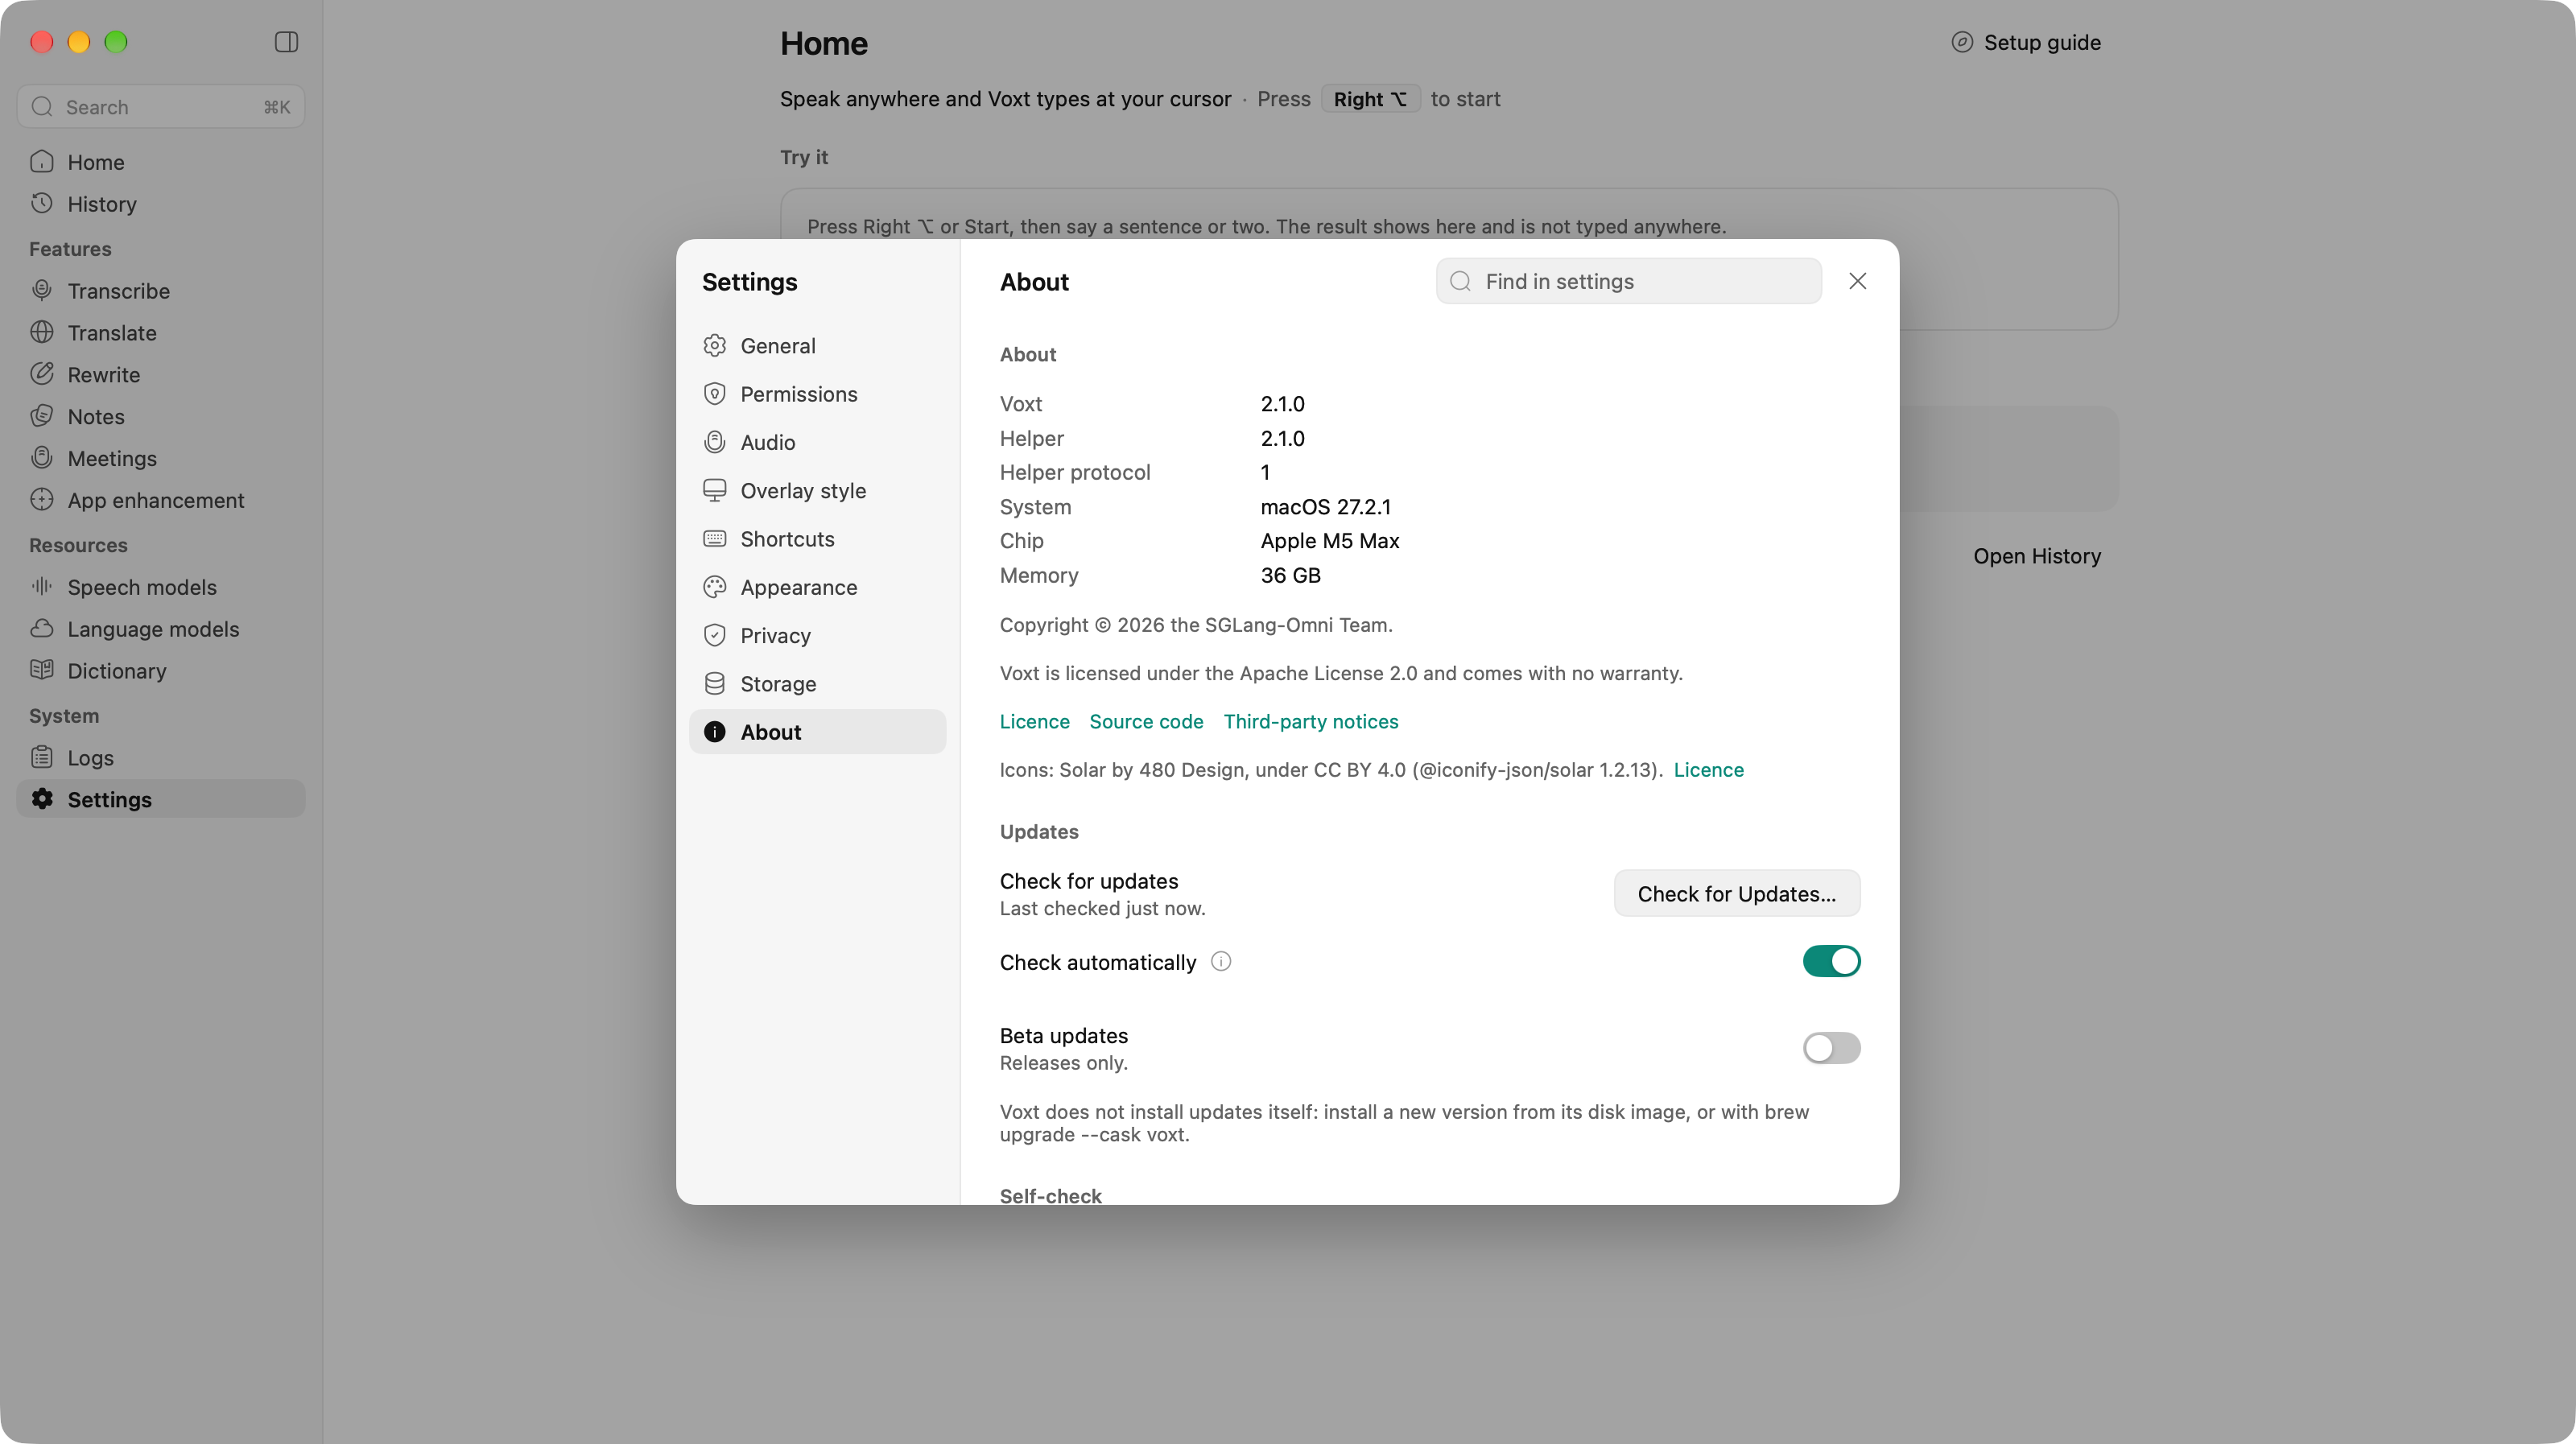 Search
⌘K
Home
History
Features
Transcribe
Translate
Rewrite
Notes
Meetings
App enhancement
Resources
Speech models
Language models
Dictionary
System
Logs
Settings
Home
Setup guide
Speak anywhere and Voxt types at your cursor · Press Right ⌥ to start
Try it
Press Right ⌥ or Start, then say a sentence or two. The result shows here and is not typed anywhere.
Open History
Settings
General
Permissions
Audio
Overlay style
Shortcuts
Appearance
Privacy
Storage
About
About
Find in settings
About
Voxt 2.1.0
Helper 2.1.0
Helper protocol 1
System macOS 27.2.1
Chip Apple M5 Max
Memory 36 GB
Copyright © 2026 the SGLang-Omni Team.
Voxt is licensed under the Apache License 2.0 and comes with no warranty.
Licence Source code Third-party notices
Icons: Solar by 480 Design, under CC BY 4.0 (@iconify-json/solar 1.2.13). Licence
Updates
Check for updates
Last checked just now.
Check for Updates...
Check automatically
Beta updates
Releases only.
Voxt does not install updates itself: install a new version from its disk image, or with brew
upgrade --cask voxt.
Self-check